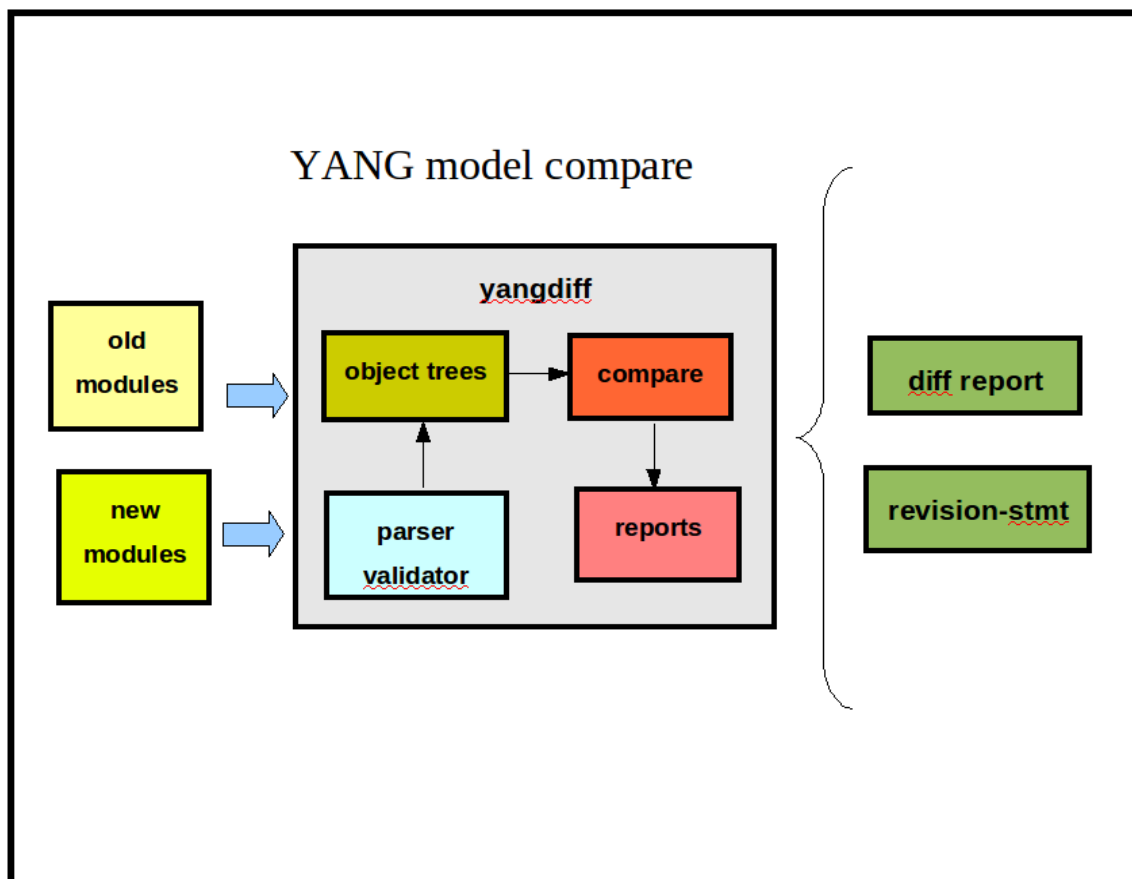 YANG model compare
yangdiff
old
modules
new
modules
object trees
compare
parser
validator
reports
diff report
revision-stmt